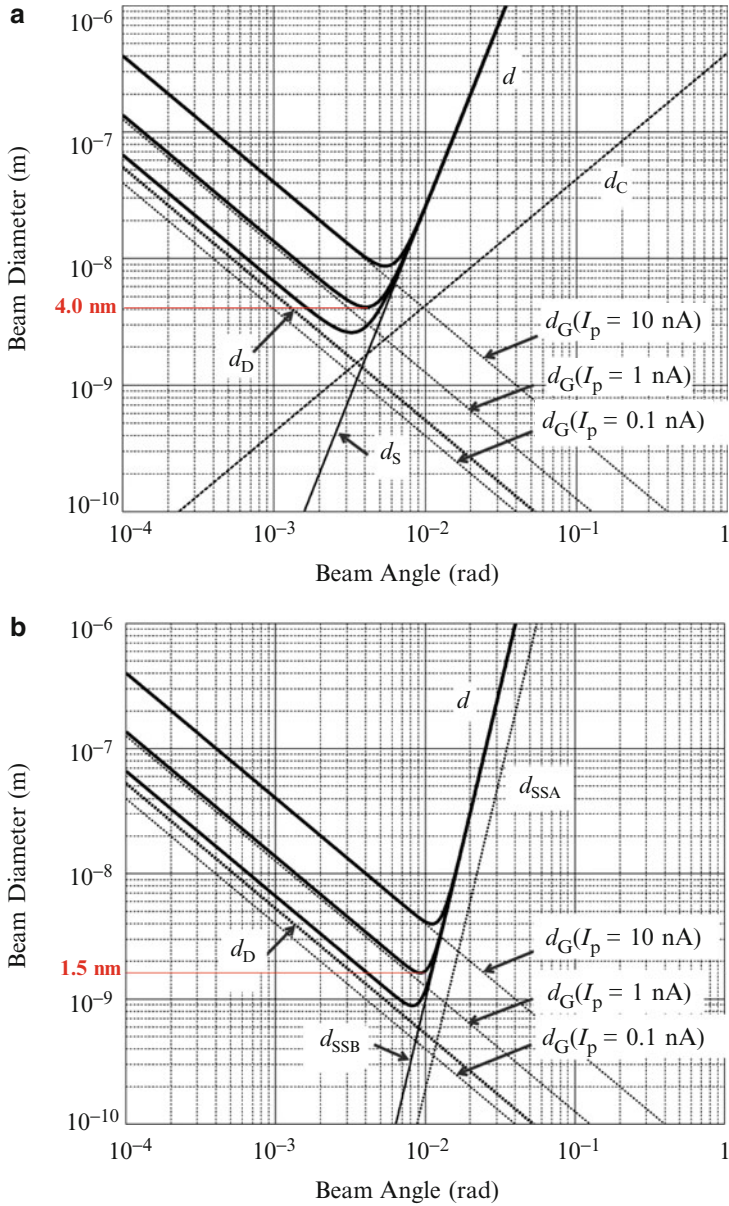 a
10⁻⁶
d
10⁻⁷
d_C
10⁻⁸
4.0 nm
d_D
d_G(I_p = 10 nA)
d_G(I_p = 1 nA)
10⁻⁹
d_G(I_p = 0.1 nA)
d_S
10⁻¹⁰
10⁻⁴ 10⁻³ 10⁻² 10⁻¹ 1
Beam Diameter (m)
Beam Angle (rad)
b
10⁻⁶
d
10⁻⁷
d_SSA
10⁻⁸
d_D
d_G(I_p = 10 nA)
1.5 nm
10⁻⁹
d_G(I_p = 1 nA)
d_G(I_p = 0.1 nA)
d_SSB
10⁻¹⁰
10⁻⁴ 10⁻³ 10⁻² 10⁻¹ 1
Beam Diameter (m)
Beam Angle (rad)